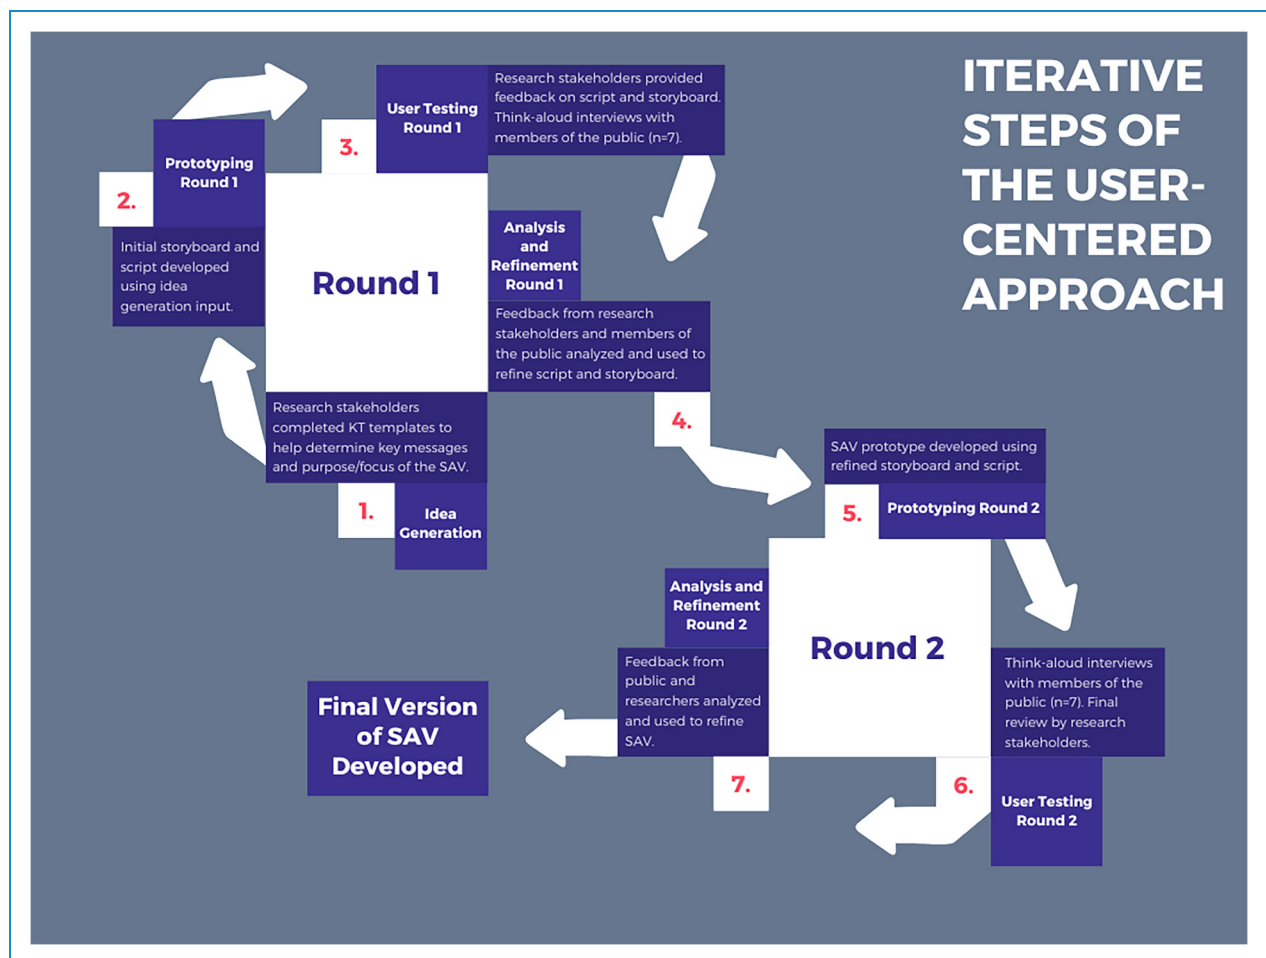 ITERATIVE
STEPS OF
THE USER-
CENTERED
APPROACH
Round 1
1.
Idea
Generation
Research stakeholders
completed KT templates to
help determine key messages
and purpose/focus of the SAV.
2.
Prototyping
Round 1
Initial storyboard and
script developed
using idea
generation input.
3.
User Testing
Round 1
Research stakeholders provided
feedback on script and storyboard.
Think-aloud interviews with
members of the public (n=7).
Analysis
and
Refinement
Round 1
Feedback from research
stakeholders and members of
the public analyzed and used to
refine script and storyboard.
4.
SAV prototype developed using
refined storyboard and script.
5.
Prototyping Round 2
Round 2
Think-aloud interviews
with members of the
public (n=7). Final
review by research
stakeholders.
6.
User Testing
Round 2
Analysis and
Refinement
Round 2
Feedback from
public and
researchers analyzed
and used to refine
SAV.
7.
Final Version
of SAV
Developed